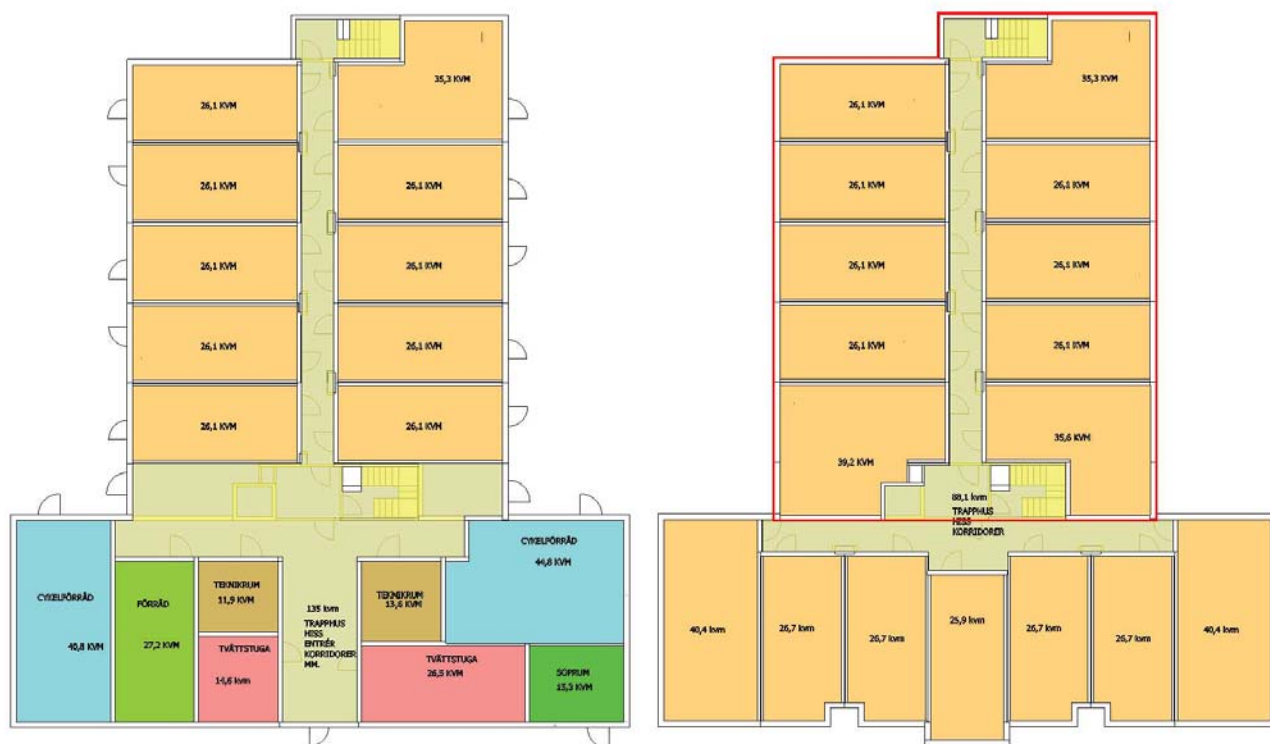 35,3 KVM
26,1 KVM
26,1 KVM
26,1 KVM
26,1 KVM
26,1 KVM
26,1 KVM
26,1 KVM
26,1 KVM
26,1 KVM
CYKELFÖRRÅD
44,8 KVM
CYKELFÖRRÅD
40,8 KVM
FÖRRÅD
27,2 KVM
TEKNIKRUM
11,9 KVM
TVÄTTSTUGA
14,6 kvm
135 kvm
TRAPPHUS
HISS
ENTRÉR
KORRIDORER
MM.
TEKNIKRUM
13,6 KVM
TVÄTTSTUGA
26,5 KVM
SOPRUM
13,3 KVM
35,3 KVM
26,1 KVM
26,1 KVM
26,1 KVM
26,1 KVM
26,1 KVM
26,1 KVM
26,1 KVM
39,2 KVM
35,6 KVM
88,1 kvm
TRAPPHUS
HISS
KORRIDORER
40,4 kvm
26,7 kvm
26,7 kvm
25,9 kvm
26,7 kvm
26,7 kvm
40,4 kvm